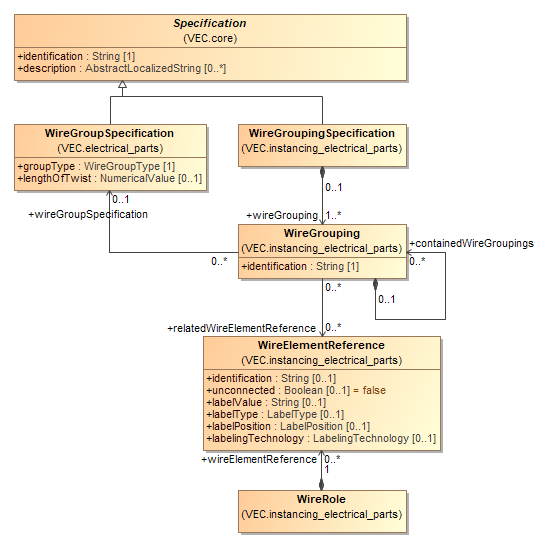 Specification
(VEC.core)
+identification : String [1]
+description : AbstractLocalizedString [0..*]
WireGroupSpecification
(VEC.electrical_parts)
+groupType : WireGroupType [1]
+lengthOfTwist : NumericalValue [0..1]
WireGroupingSpecification
(VEC.instancing_electrical_parts)
0..1
0..1
+wireGroupSpecification
+wireGrouping
1..*
WireGrouping
(VEC.instancing_electrical_parts)
+identification : String [1]
+containedWireGroupings
0..*
0..*
0..*
0..1
+relatedWireElementReference
0..*
WireElementReference
(VEC.instancing_electrical_parts)
+identification : String [0..1]
+unconnected : Boolean [0..1] = false
+labelValue : String [0..1]
+labelType : LabelType [0..1]
+labelPosition : LabelPosition [0..1]
+labelingTechnology : LabelingTechnology [0..1]
+wireElementReference
0..*
1
WireRole
(VEC.instancing_electrical_parts)